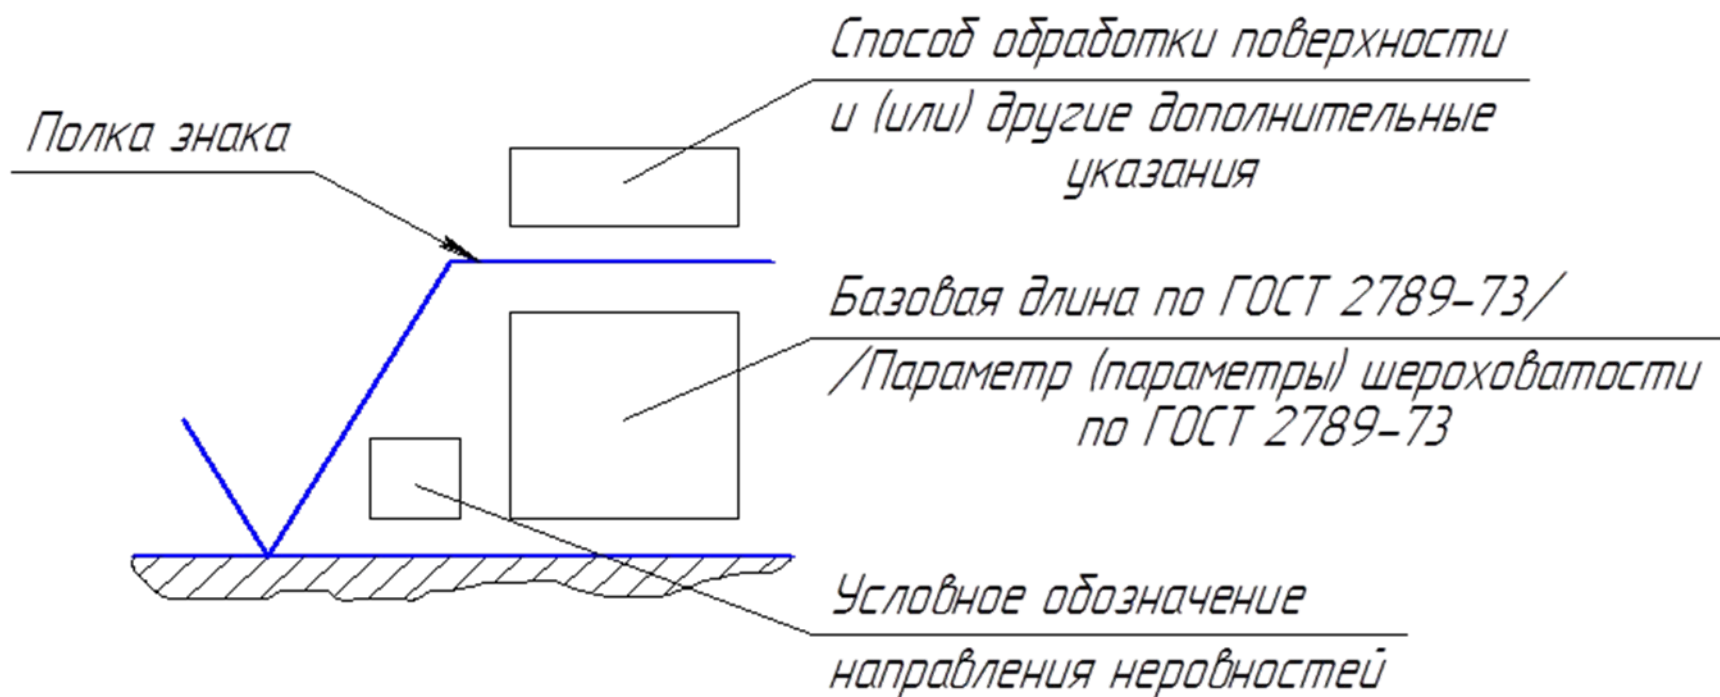 Способ обработки поверхности
и (или) другие дополнительные
указания
Полка знака
Базовая длина по ГОСТ 2789-73/
/Параметр (параметры) шероховатости
по ГОСТ 2789-73
Условное обозначение
направления неровностей